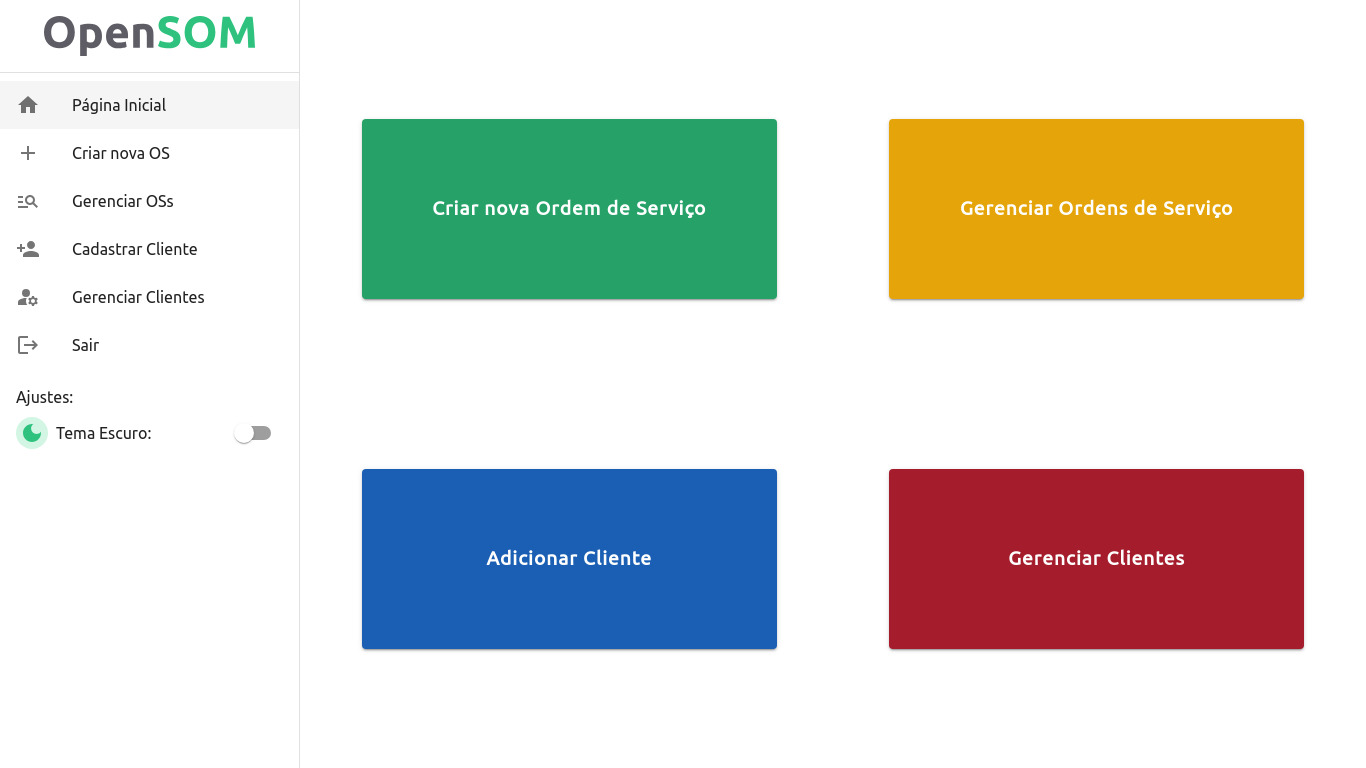 OpenSOM
Página Inicial
Criar nova OS
Gerenciar OSs
Cadastrar Cliente
Gerenciar Clientes
Sair
Ajustes:
Tema Escuro:
Criar nova Ordem de Serviço
Gerenciar Ordens de Serviço
Adicionar Cliente
Gerenciar Clientes